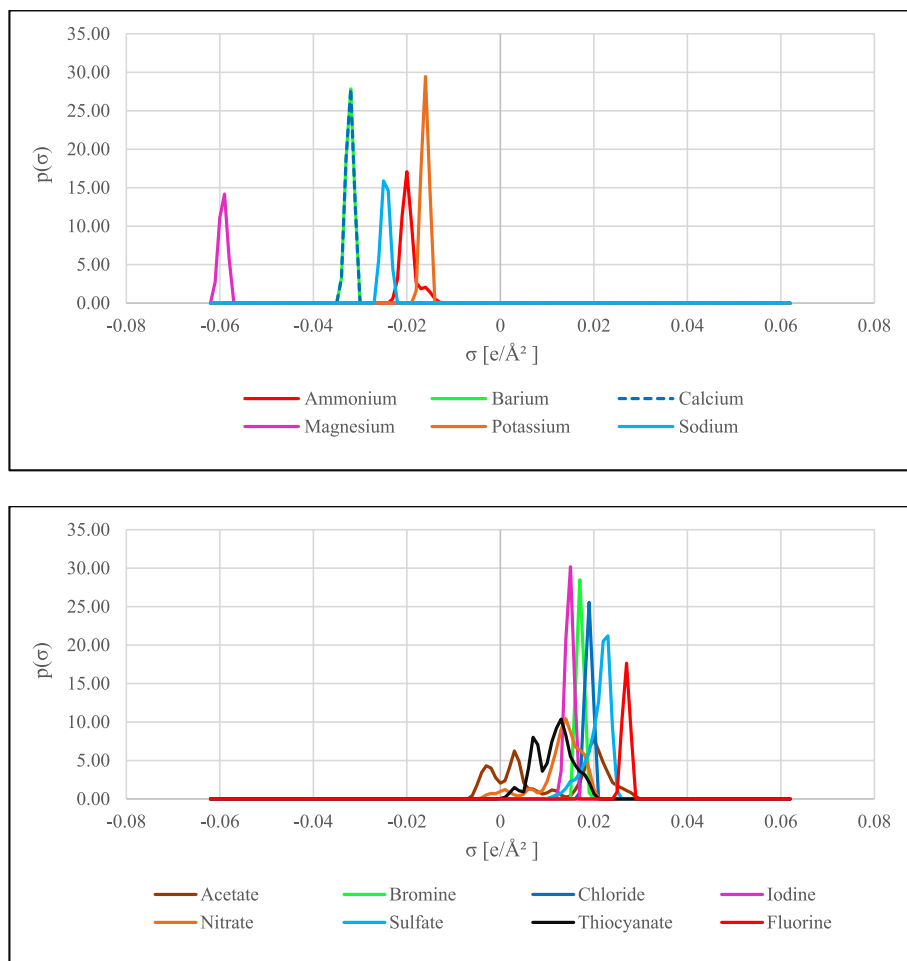 35.00
30.00
25.00
20.00
15.00
10.00
5.00
0.00
p(σ)
-0.08 -0.06 -0.04 -0.02 0 0.02 0.04 0.06 0.08
σ [e/Å² ]
Ammonium Barium Calcium
Magnesium Potassium Sodium
35.00
30.00
25.00
20.00
15.00
10.00
5.00
0.00
p(σ)
-0.08 -0.06 -0.04 -0.02 0 0.02 0.04 0.06 0.08
σ [e/Å² ]
Acetate Bromine Chloride Iodine
Nitrate Sulfate Thiocyanate Fluorine